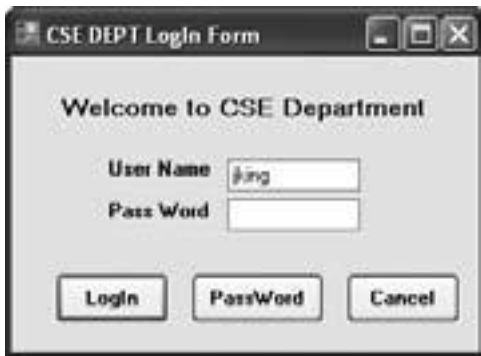 CSE DEPT LogIn Form
Welcome to CSE Department
User Name jking
Pass Word
LogIn PassWord Cancel